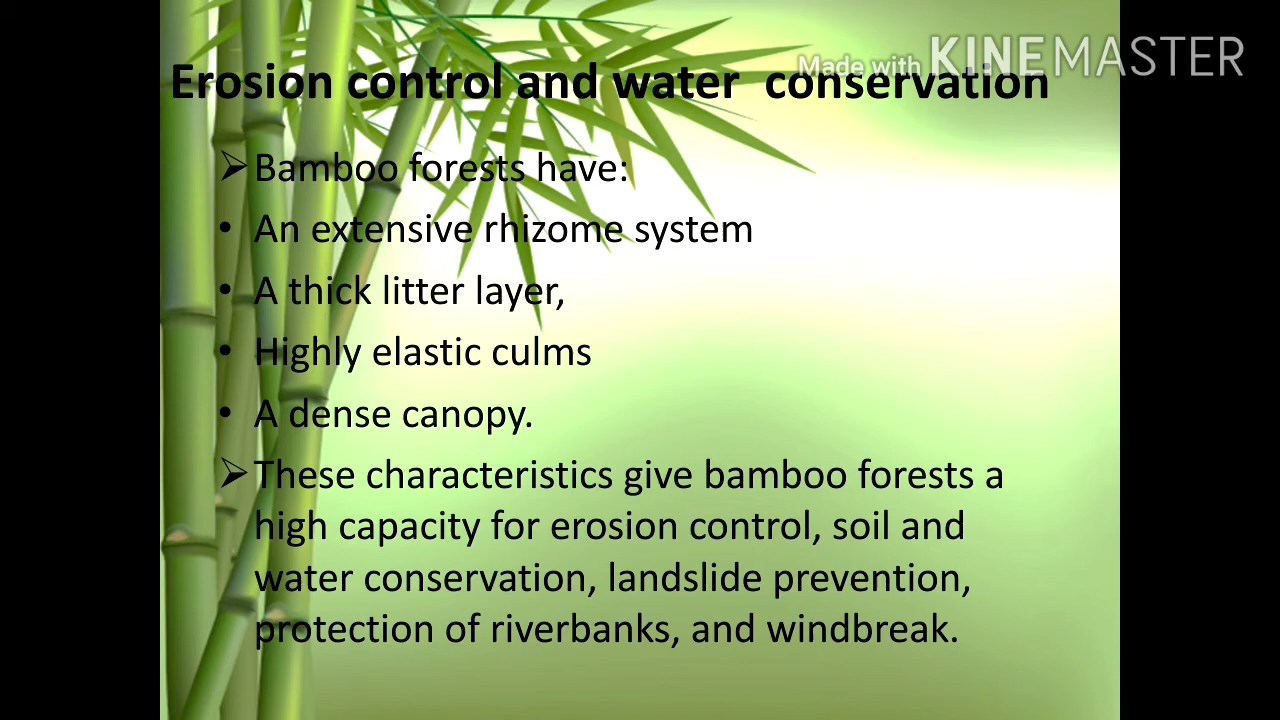 Made with KINEMASTER
Erosion control and water conservation
➢Bamboo forests have:
• An extensive rhizome system
• A thick litter layer,
• Highly elastic culms
• A dense canopy.
➢These characteristics give bamboo forests a
high capacity for erosion control, soil and
water conservation, landslide prevention,
protection of riverbanks, and windbreak.